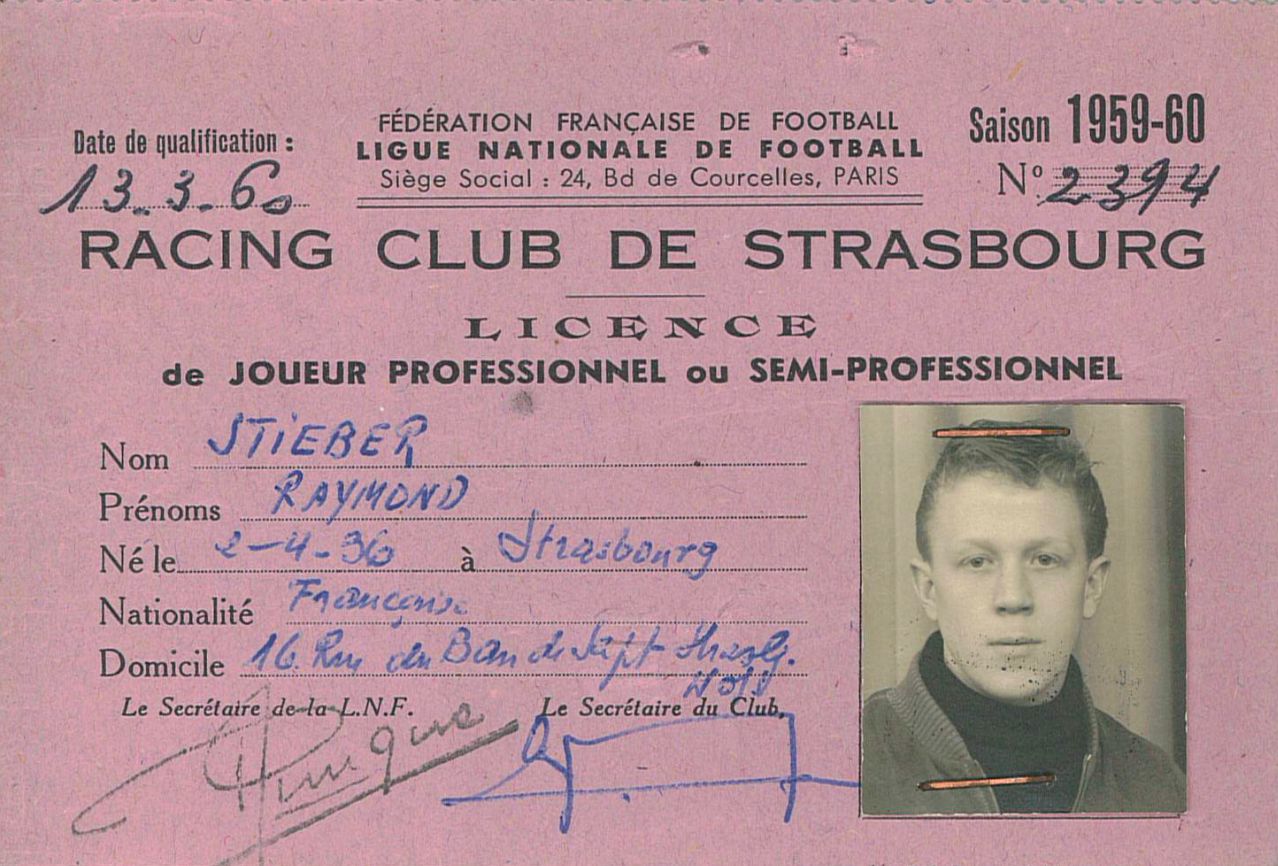 Date de qualification :
13.3.60
FÉDÉRATION FRANÇAISE DE FOOTBALL
LIGUE NATIONALE DE FOOTBALL
Siège Social : 24, Bd de Courcelles, PARIS
Saison 1959-60
Nº 2394
RACING CLUB DE STRASBOURG
LICENCE
de JOUEUR PROFESSIONNEL ou SEMI-PROFESSIONNEL
Nom STIEBER
Prénoms RAYMOND
Né le 2-4-36 à Strasbourg
Nationalité Française
Domicile 16 Rue du Ban de Sapt Strasbg.
Le Secrétaire de la L.N.F. Le Secrétaire du Club,